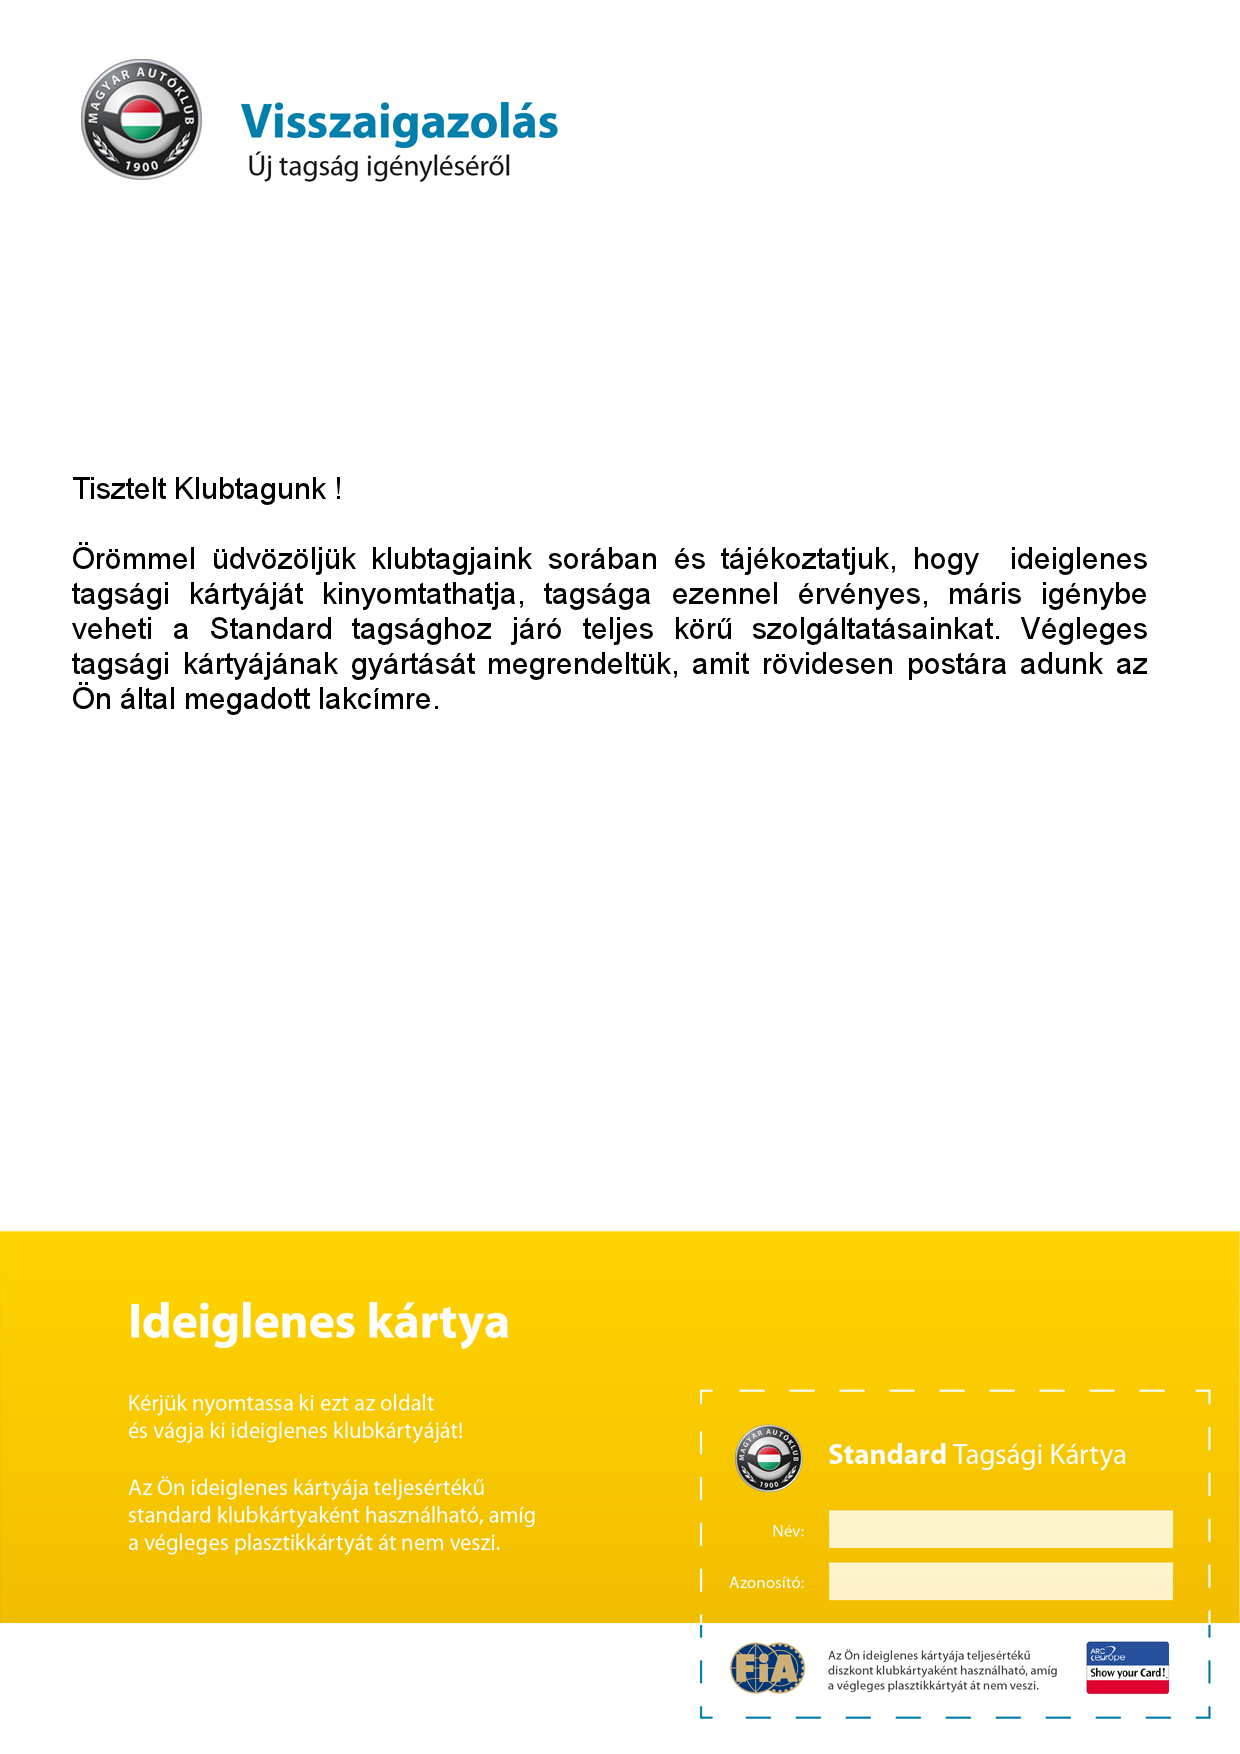 MAGYAR AUTÓKLUB
1900
Visszaigazolás
Új tagság igényléséről
Tisztelt Klubtagunk !
Örömmel üdvözöljük klubtagjaink sorában és tájékoztatjuk, hogy ideiglenes
tagsági kártyáját kinyomtathatja, tagsága ezennel érvényes, máris igénybe
veheti a Standard tagsághoz járó teljes körű szolgáltatásainkat. Végleges
tagsági kártyájának gyártását megrendeltük, amit rövidesen postára adunk az
Ön által megadott lakcímre.
Ideiglenes kártya
Kérjük nyomtassa ki ezt az oldalt
és vágja ki ideiglenes klubkártyáját!
Az Ön ideiglenes kártyája teljesértékű
standard klubkártyaként használható, amíg
a végleges plasztikkártyát át nem veszi.
MAGYAR AUTÓKLUB
1900
Standard Tagsági Kártya
Név:
Azonosító:
FiA
Az Ön ideiglenes kártyája teljesértékű
diszkont klubkártyaként használható, amíg
a végleges plasztikkártyát át nem veszi.
ARC
europe
Show your Card!